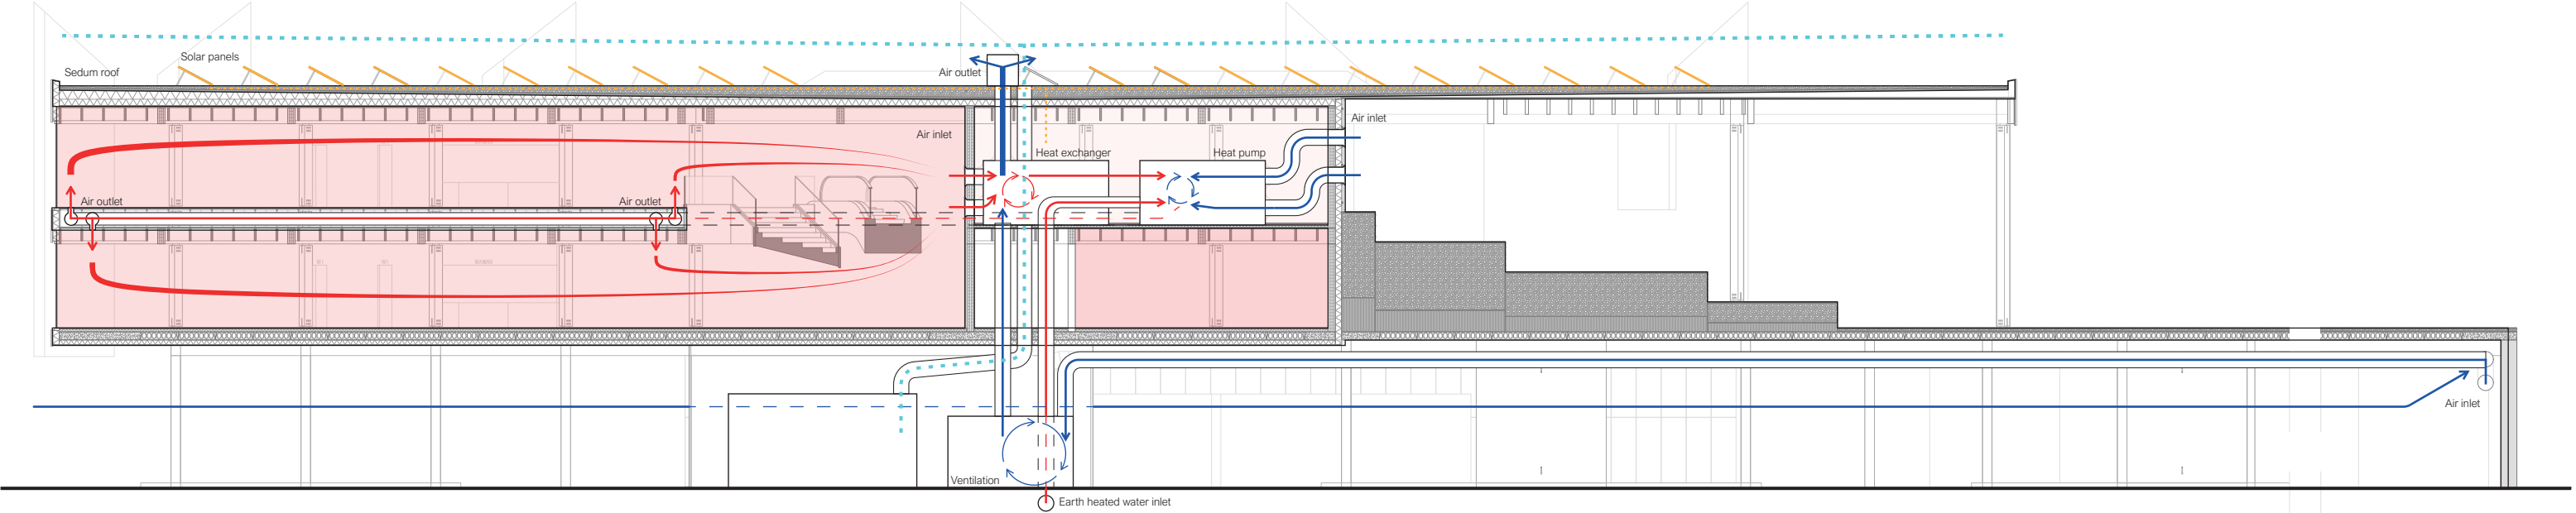 Solar panels
Sedum roof
Air outlet
Air inlet
Air inlet
Heat exchanger
Heat pump
Air outlet
Air outlet
Air inlet
Ventilation
Earth heated water inlet